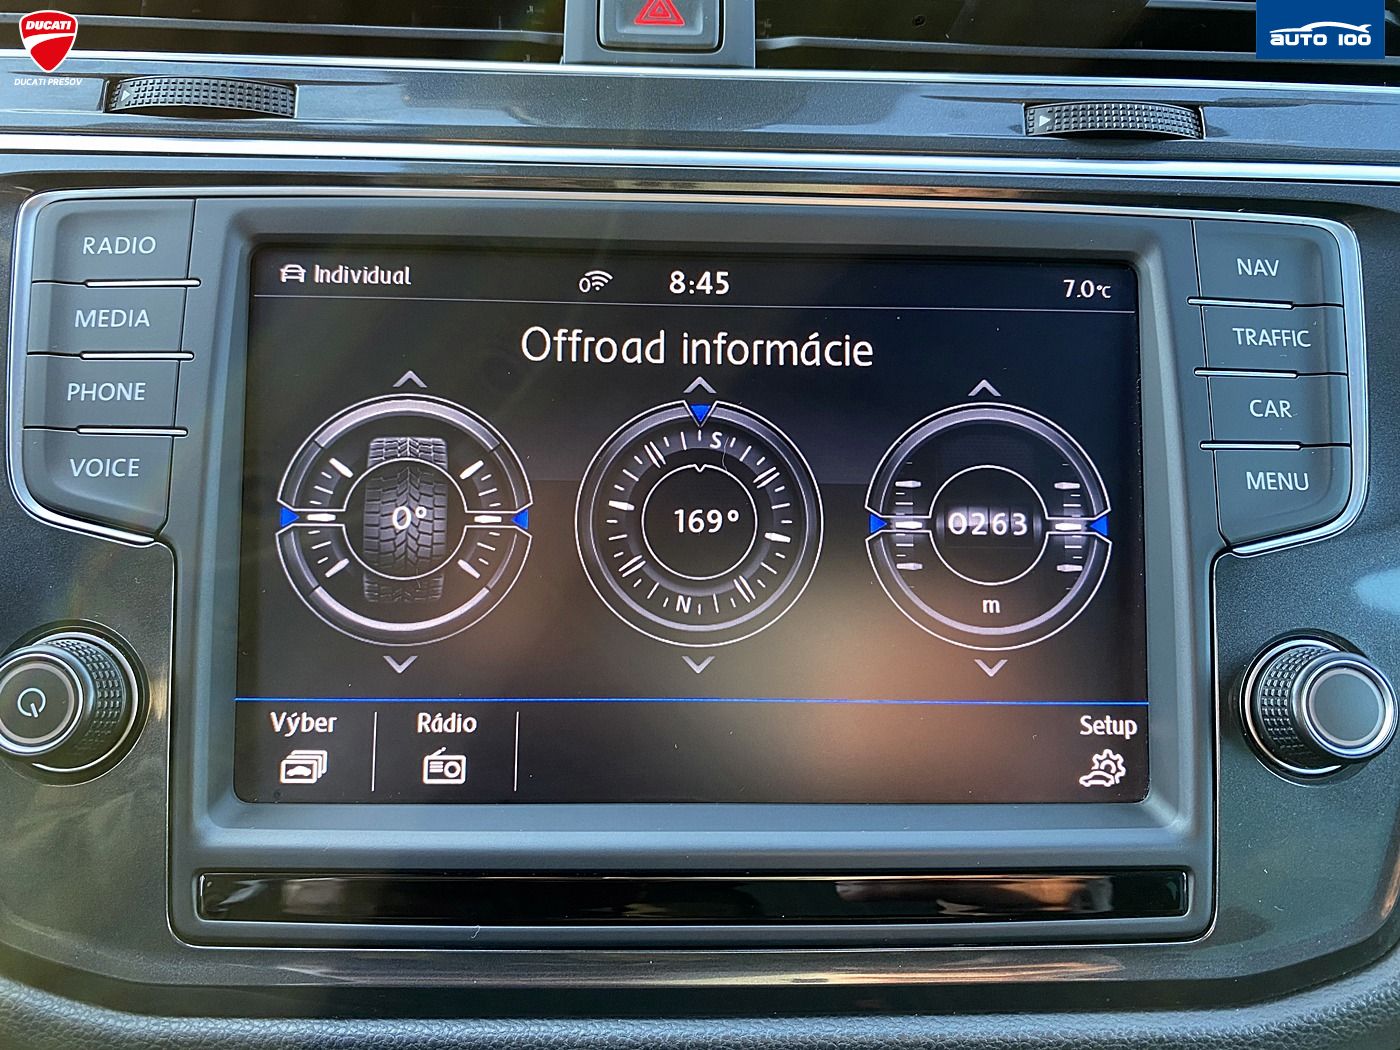 DUCATI
DUCATI PREŠOV
AUTO 100
RADIO
MEDIA
PHONE
VOICE
NAV
TRAFFIC
CAR
MENU
Individual
0
8:45
7.0°C
Offroad informácie
0°
S
169°
N
0263
m
Výber
Rádio
Setup